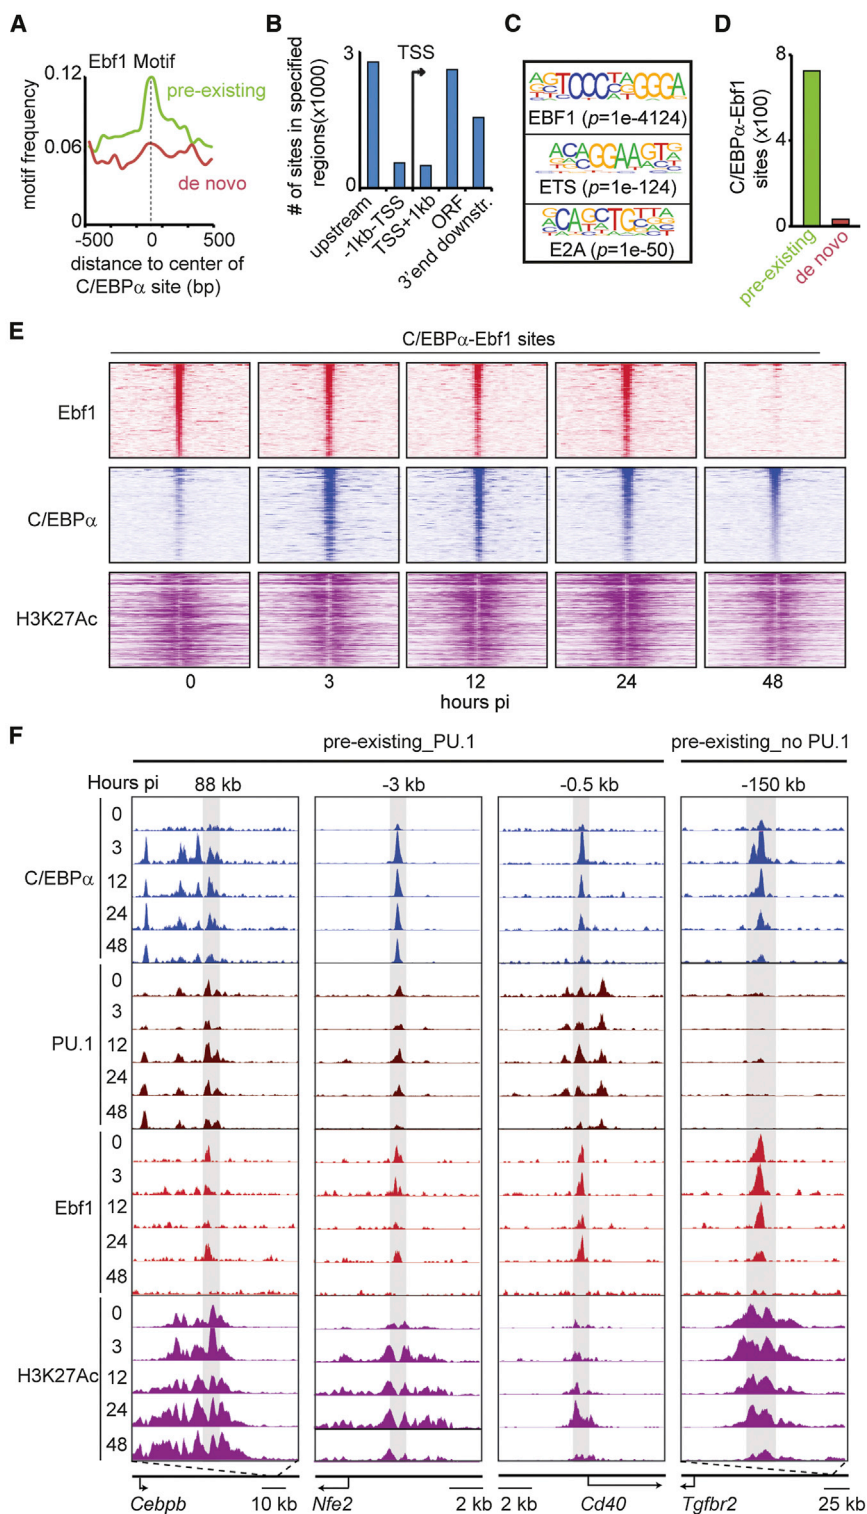 A
Ebf1 Motif
0.12
0.06
0
motif frequency
pre-existing
de novo
-500 0 500
distance to center of
C/EBPα site (bp)
B
3
0
# of sites in specified
regions(x1000)
TSS
upstream
-1kb-TSS
TSS+1kb
ORF
3'end downstr.
C
EBF1 (p=1e-4124)
ETS (p=1e-124)
E2A (p=1e-50)
D
8
4
0
C/EBPα-Ebf1
sites (x100)
pre-existing
de novo
E
C/EBPα-Ebf1 sites
Ebf1
C/EBPα
H3K27Ac
0 3 12 24 48
hours pi
F
pre-existing_PU.1 pre-existing_no PU.1
Hours pi 88 kb -3 kb -0.5 kb -150 kb
C/EBPα
0
3
12
24
48
PU.1
0
3
12
24
48
Ebf1
0
3
12
24
48
H3K27Ac
0
3
12
24
48
Cebpb 10 kb Nfe2 2 kb 2 kb Cd40 Tgfbr2 25 kb